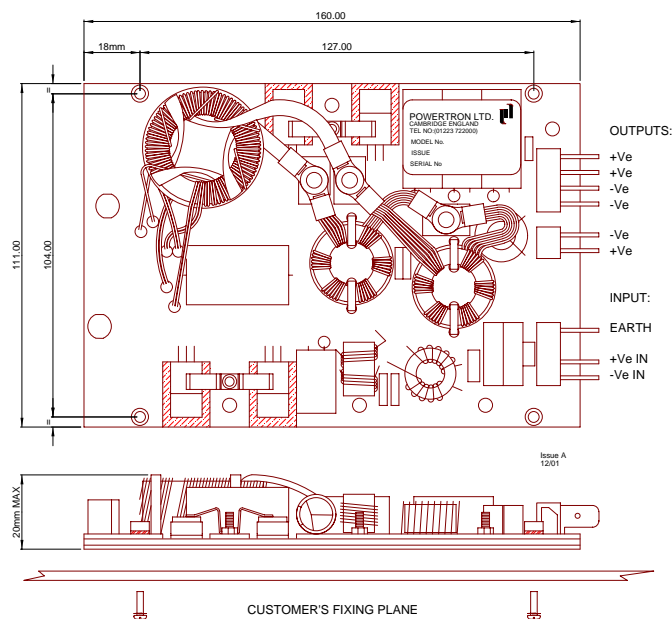 160.00
18mm
127.00
=
111.00
104.00
=
POWERTRON LTD.
CAMBRIDGE ENGLAND
TEL NO:(01223 722000)
MODEL No.
ISSUE
SERIAL No
OUTPUTS:
+Ve
+Ve
-Ve
-Ve
-Ve
+Ve
INPUT:
EARTH
+Ve IN
-Ve IN
Issue A
12/01
20mm MAX
CUSTOMER'S FIXING PLANE